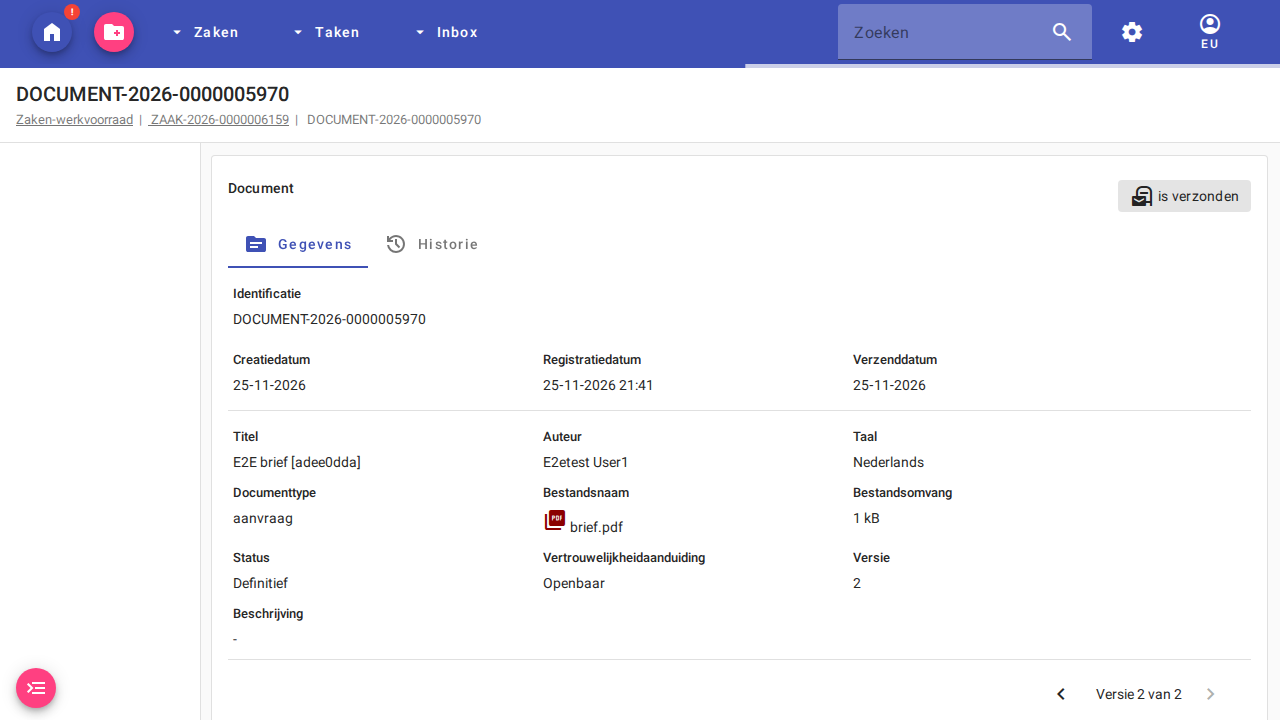 !
Zaken
Taken
Inbox
Zoeken
EU
DOCUMENT-2026-0000005970
Zaken-werkvoorraad | ZAAK-2026-0000006159 | DOCUMENT-2026-0000005970
Document
is verzonden
Gegevens
Historie
Identificatie
DOCUMENT-2026-0000005970
Creatiedatum Registratiedatum Verzenddatum
25-11-2026 25-11-2026 21:41 25-11-2026
Titel Auteur Taal
E2E brief [adee0dda] E2etest User1 Nederlands
Documenttype Bestandsnaam Bestandsomvang
aanvraag PDF brief.pdf 1 kB
Status Vertrouwelijkheidaanduiding Versie
Definitief Openbaar 2
Beschrijving
-
Versie 2 van 2